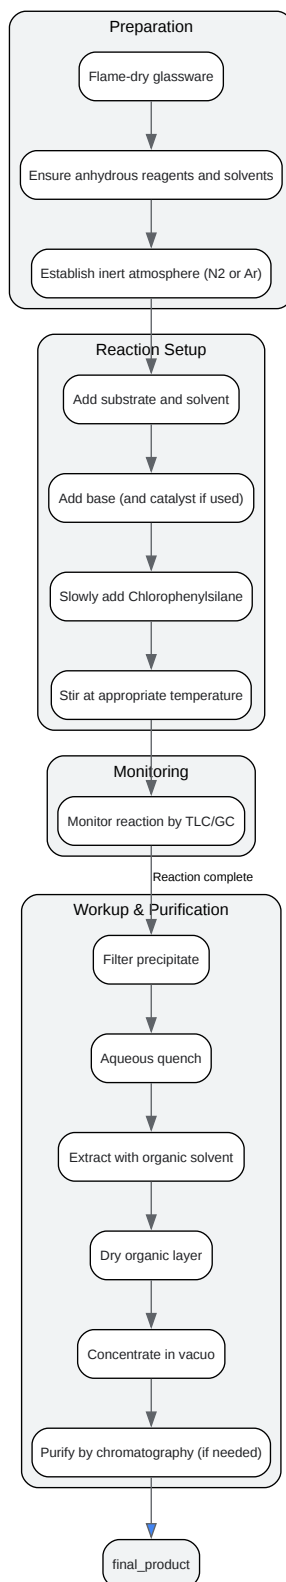 Preparation
Flame-dry glassware
Ensure anhydrous reagents and solvents
Establish inert atmosphere (N2 or Ar)
Reaction Setup
Add substrate and solvent
Add base (and catalyst if used)
Slowly add Chlorophenylsilane
Stir at appropriate temperature
Monitoring
Monitor reaction by TLC/GC
Reaction complete
Workup & Purification
Filter precipitate
Aqueous quench
Extract with organic solvent
Dry organic layer
Concentrate in vacuo
Purify by chromatography (if needed)
final_product